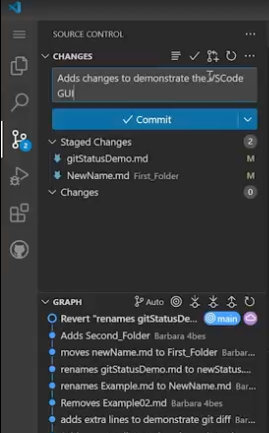 SOURCE CONTROL
CHANGES
Adds changes to demonstrate the VSCode
GUI
Commit
Staged Changes 2
gitStatusDemo.md M
NewName.md First_Folder M
Changes 0
2
GRAPH Auto
Revert "renames gitStatusDe... main
Adds Second_Folder Barbara 4bes
moves newName.md to First_Folder Barbar...
renames gitStatusDemo.md to newStatus....
renames Example.md to NewName.md Bar...
Removes Example02.md Barbara 4bes
add extra lines to demonstrate git diff Barba...